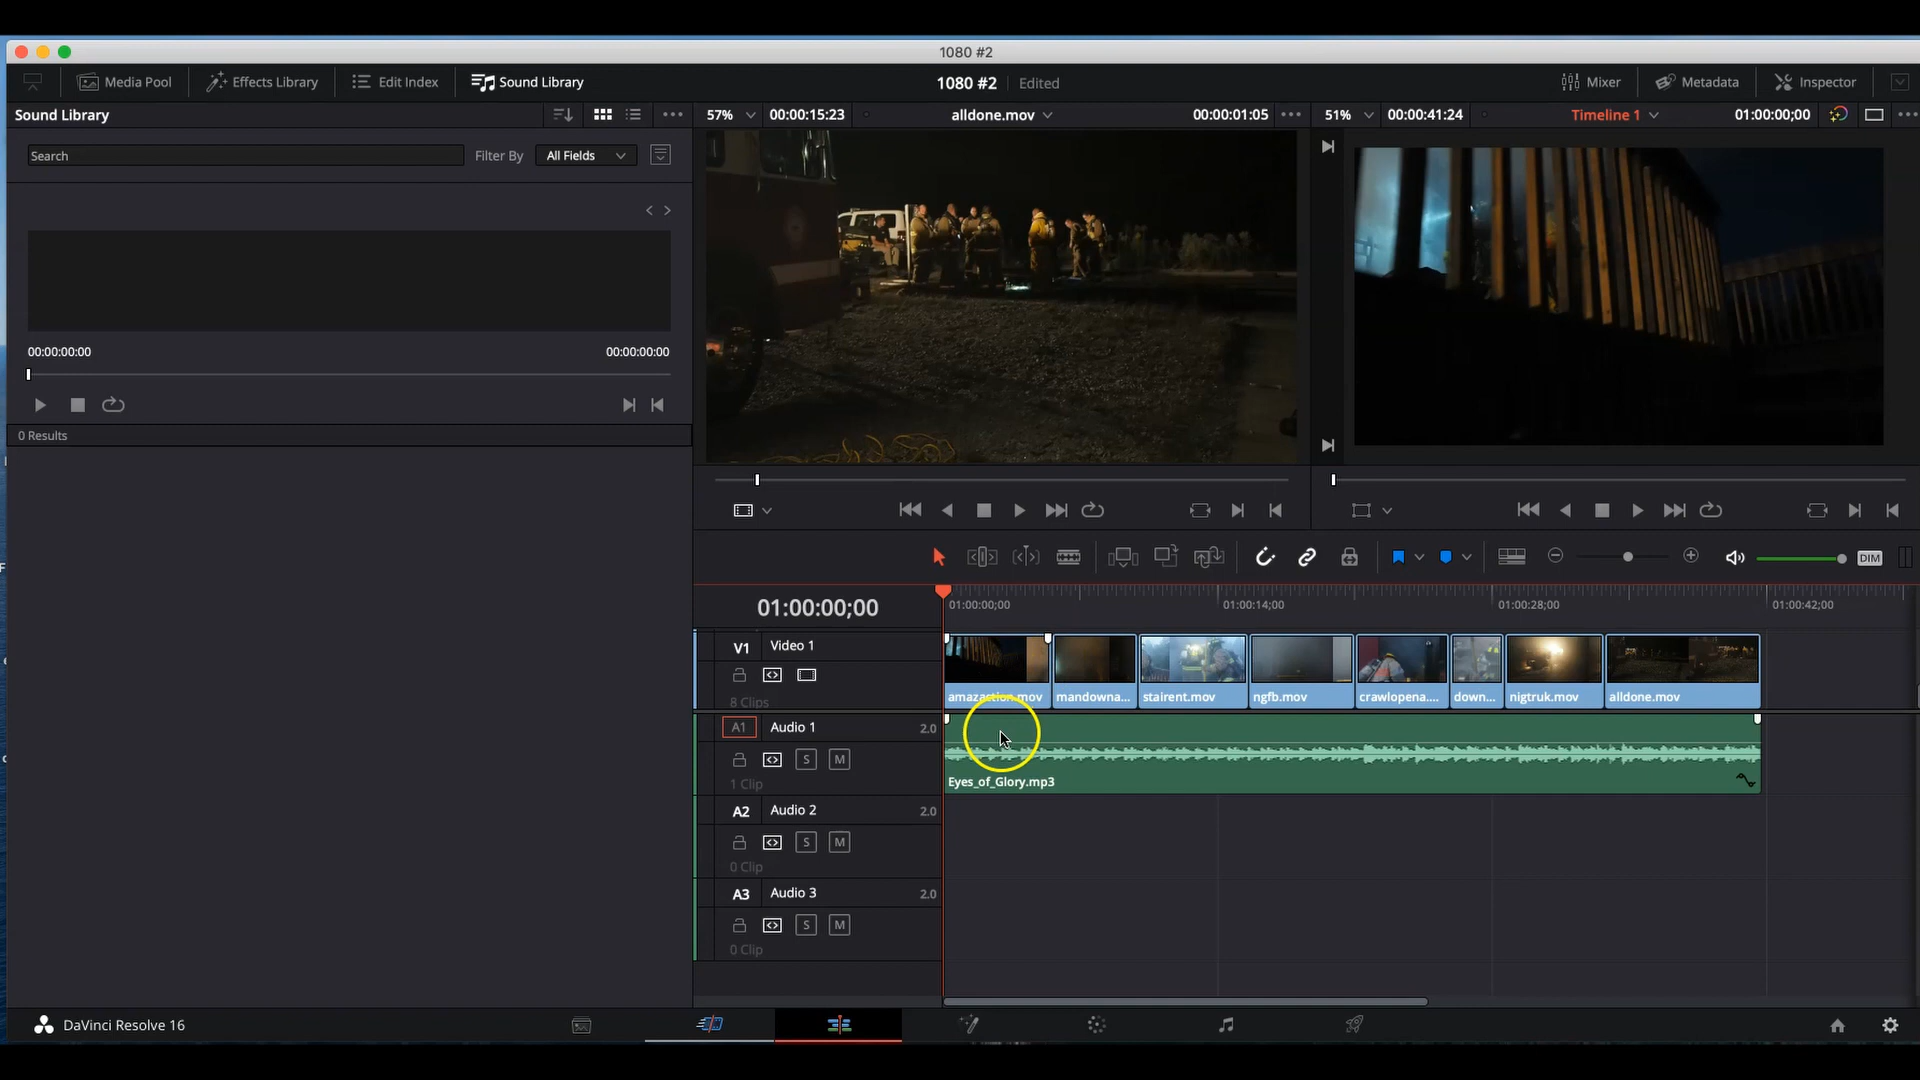 1080 #2
Media Pool
Effects Library
Edit Index
Sound Library
1080 #2
Edited
Mixer
Metadata
Inspector
Sound Library
57%
00:00:15:23
alldone.mov
00:00:01:05
51%
00:00:41:24
Timeline 1
01:00:00;00
Search
Filter By
All Fields
00:00:00:00
00:00:00:00
0 Results
DIM
01:00:00;00
01:00:00;00
01:00:14;00
01:00:28;00
01:00:42;00
V1
Video 1
8 Clips
amazaction.mov
mandowna...
stairent.mov
ngfb.mov
crawlopena....
down...
nigtruk.mov
alldone.mov
A1
Audio 1
2.0
S
M
1 Clip
Eyes_of_Glory.mp3
A2
Audio 2
2.0
S
M
0 Clip
A3
Audio 3
2.0
S
M
0 Clip
DaVinci Resolve 16